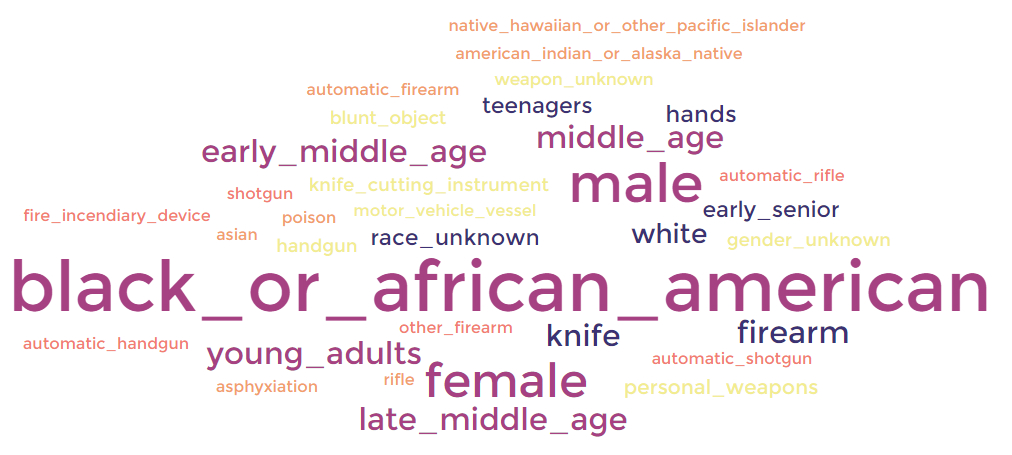 native_hawaiian_or_other_pacific_islander
american_indian_or_alaska_native
weapon_unknown
automatic_firearm
teenagers
hands
blunt_object
middle_age
early_middle_age
automatic_rifle
male
knife_cutting_instrument
shotgun
early_senior
motor_vehicle_vessel
fire_incendiary_device
poison
asian
white
race_unknown
gender_unknown
handgun
black_or_african_american
other_firearm
firearm
knife
automatic_handgun
young_adults
automatic_shotgun
rifle
female
asphyxiation
personal_weapons
late_middle_age